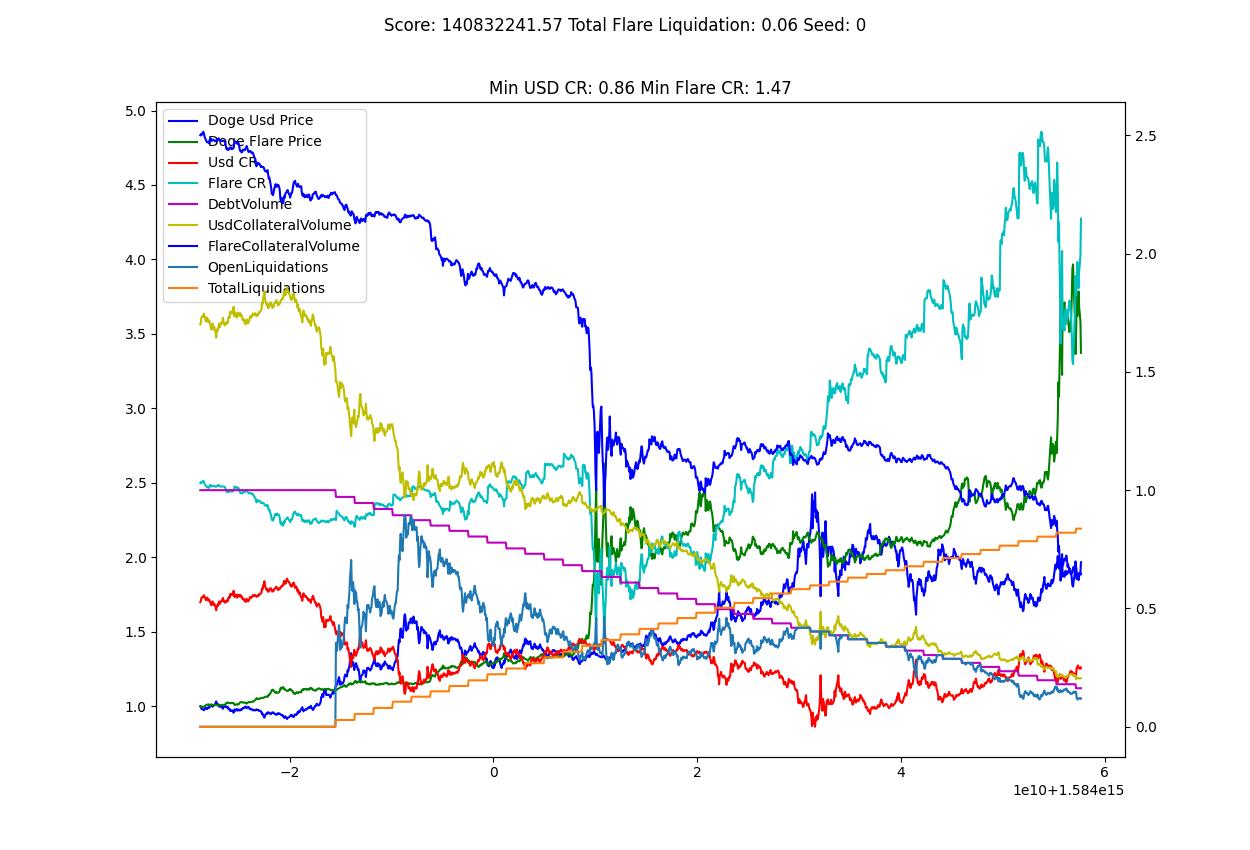 Score: 140832241.57 Total Flare Liquidation: 0.06 Seed: 0
Min USD CR: 0.86 Min Flare CR: 1.47
Doge Usd Price
Doge Flare Price
Usd CR
Flare CR
DebtVolume
UsdCollateralVolume
FlareCollateralVolume
OpenLiquidations
TotalLiquidations
5.0
4.5
4.0
3.5
3.0
2.5
2.0
1.5
1.0
2.5
2.0
1.5
1.0
0.5
0.0
−2 0 2 4 6
1e10+1.584e15